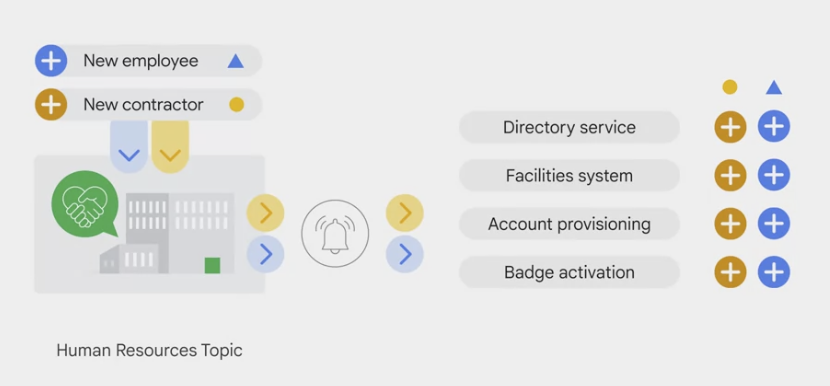 New employee
New contractor
Directory service
Facilities system
Account provisioning
Badge activation
Human Resources Topic